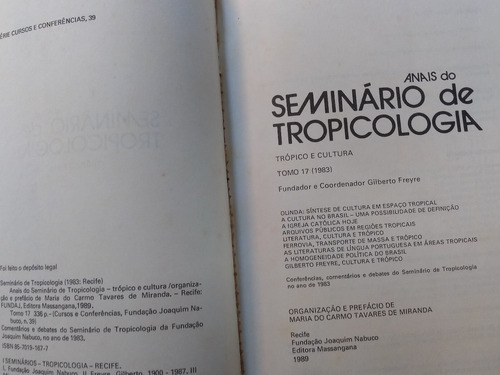 SÉRIE CURSOS E CONFERÊNCIAS, 39
Foi feito o depósito legal
Seminário de Tropicologia (1983: Recife)
Anais do Seminário de Tropicologia – trópico e cultura /organiza-
ção e prefácio de Maria do Carmo Tavares de Miranda. – Recife:
FUNDAJ, Editora Massangana, 1989.
Tomo 17 336 p.-(Cursos e Conferências, Fundação Joaquim Nabu-
co, n. 39)
Comentários e debates do Seminário de Tropicologia da Fundação
Joaquim Nabuco, no ano de 1983.
ISBN 85-7019-187-7
I SEMINÁRIOS – TROPICOLOGIA – RECIFE.
I. Fundação Joaquim Nabuco. II. Freyre, Gilberto, 1900 - 1987. III
ANAIS do
SEMINÁRIO de
TROPICOLOGIA
TRÓPICO E CULTURA
TOMO 17 (1983)
Fundador e Coordenador Gilberto Freyre
OLINDA: SÍNTESE DE CULTURA EM ESPAÇO TROPICAL
A CULTURA NO BRASIL – UMA POSSIBILIDADE DE DEFINIÇÃO
A IGREJA CATÓLICA HOJE
ARQUIVOS PÚBLICOS EM REGIÕES TROPICAIS
LITERATURA, CULTURA E TRÓPICO
FERROVIA, TRANSPORTE DE MASSA E TRÓPICO
AS LITERATURAS DE LÍNGUA PORTUGUESA EM ÁREAS TROPICAIS
A HOMOGENEIDADE POLÍTICA DO BRASIL
GILBERTO FREYRE, CULTURA E TRÓPICO
Conferências, comentários e debates do Seminário de Tropicologia
no ano de 1983
ORGANIZAÇÃO E PREFÁCIO DE
MARIA DO CARMO TAVARES DE MIRANDA
Recife
Fundação Joaquim Nabuco
Editora Massangana
1989